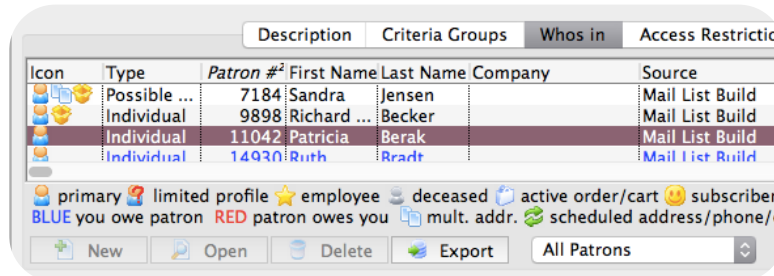 Description Criteria Groups Whos in Access Restrictio
Icon Type Patron #² First Name Last Name Company Source
Possible ... 7184 Sandra Jensen Mail List Build
Individual 9898 Richard ... Becker Mail List Build
Individual 11042 Patricia Berak Mail List Build
Individual 14930 Ruth Bradt Mail List Build
primary limited profile employee deceased active order/cart subscriber
BLUE you owe patron RED patron owes you mult. addr. scheduled address/phone/
New Open Delete Export All Patrons